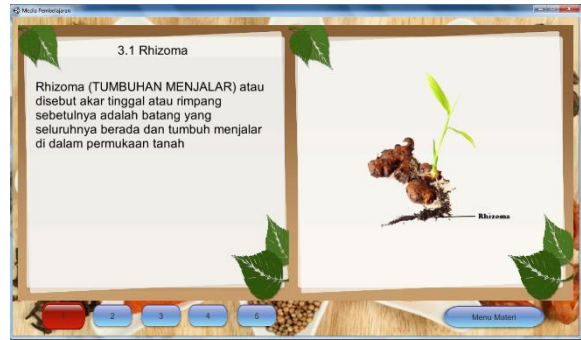 Media Pembelajaran
3.1 Rhizoma
Rhizoma (TUMBUHAN MENJALAR) atau
disebut akar tinggal atau rimpang
sebetulnya adalah batang yang
seluruhnya berada dan tumbuh menjalar
di dalam permukaan tanah
Rhizoma
1
2
3
4
5
Menu Materi